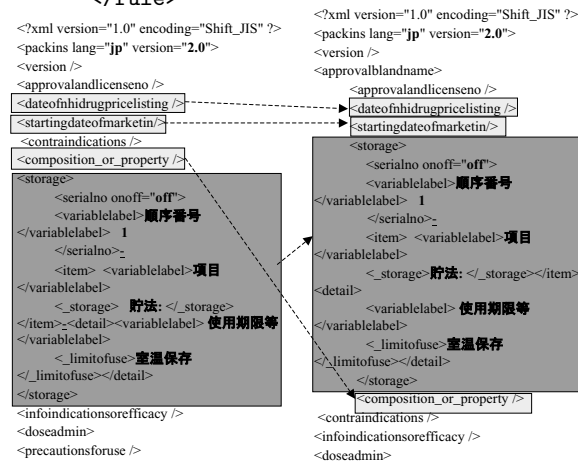 </rule>
<?xml version="1.0" encoding="Shift_JIS" ?>
<packins lang="jp" version="2.0">
<version />
<approvalandlicenseno />
<dateofnhidrugpricelisting />
<startingdateofmarketin/>
<contraindications />
<composition_or_property />
<storage>
<serialno onoff="off">
<variablelabel>順序番号
</variablelabel> 1
</serialno>-
<item> <variablelabel>項目
</variablelabel>
<_storage> 貯法: </_storage>
</item>-<detail><variablelabel> 使用期限等
</variablelabel>
<_limitofuse>室温保存
</_limitofuse></detail>
</storage>
<infoindicationsorefficacy />
<doseadmin>
<precautionsforuse />
<?xml version="1.0" encoding="Shift_JIS" ?>
<packins lang="jp" version="2.0">
<version />
<approvalblandname>
<approvalandlicenseno />
<dateofnhidrugpricelisting />
<startingdateofmarketin/>
<storage>
<serialno onoff="off">
<variablelabel>順序番号
</variablelabel> 1
</serialno>-
<item> <variablelabel>項目
</variablelabel>
<_storage>貯法: </_storage></item>
<detail>
<variablelabel> 使用期限等
</variablelabel>
<_limitofuse>室温保存
</_limitofuse></detail>
</storage>
<composition_or_property />
<contraindications />
<infoindicationsorefficacy />
<doseadmin>